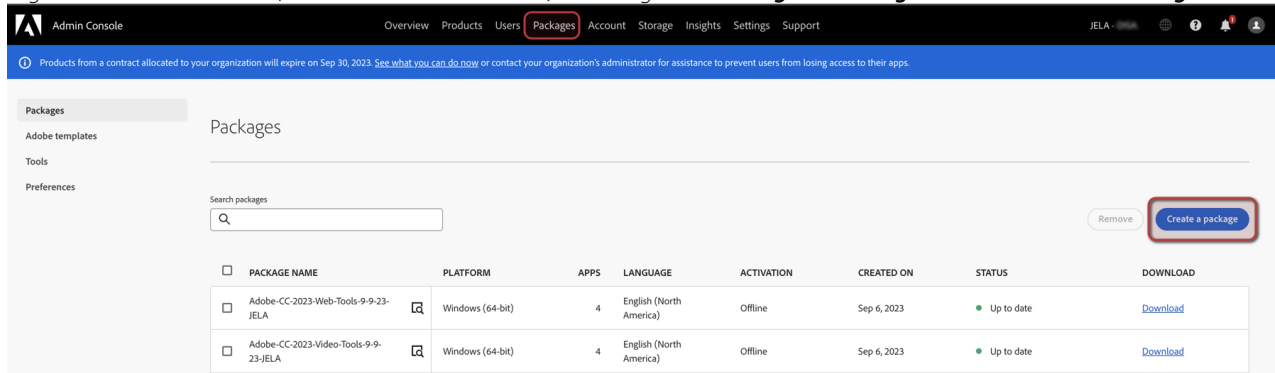 Admin Console
Overview Products Users Packages Account Storage Insights Settings Support
JELA -
Products from a contract allocated to your organization will expire on Sep 30, 2023. See what you can do now or contact your organization's administrator for assistance to prevent users from losing access to their apps.
Packages
Adobe templates
Tools
Preferences
Packages
Search packages
Remove
Create a package
PACKAGE NAME PLATFORM APPS LANGUAGE ACTIVATION CREATED ON STATUS DOWNLOAD
Adobe-CC-2023-Web-Tools-9-9-23-
JELA
Windows (64-bit) 4
English (North
America)
Offline Sep 6, 2023 Up to date Download
Adobe-CC-2023-Video-Tools-9-9-
23-JELA
Windows (64-bit) 4
English (North
America)
Offline Sep 6, 2023 Up to date Download